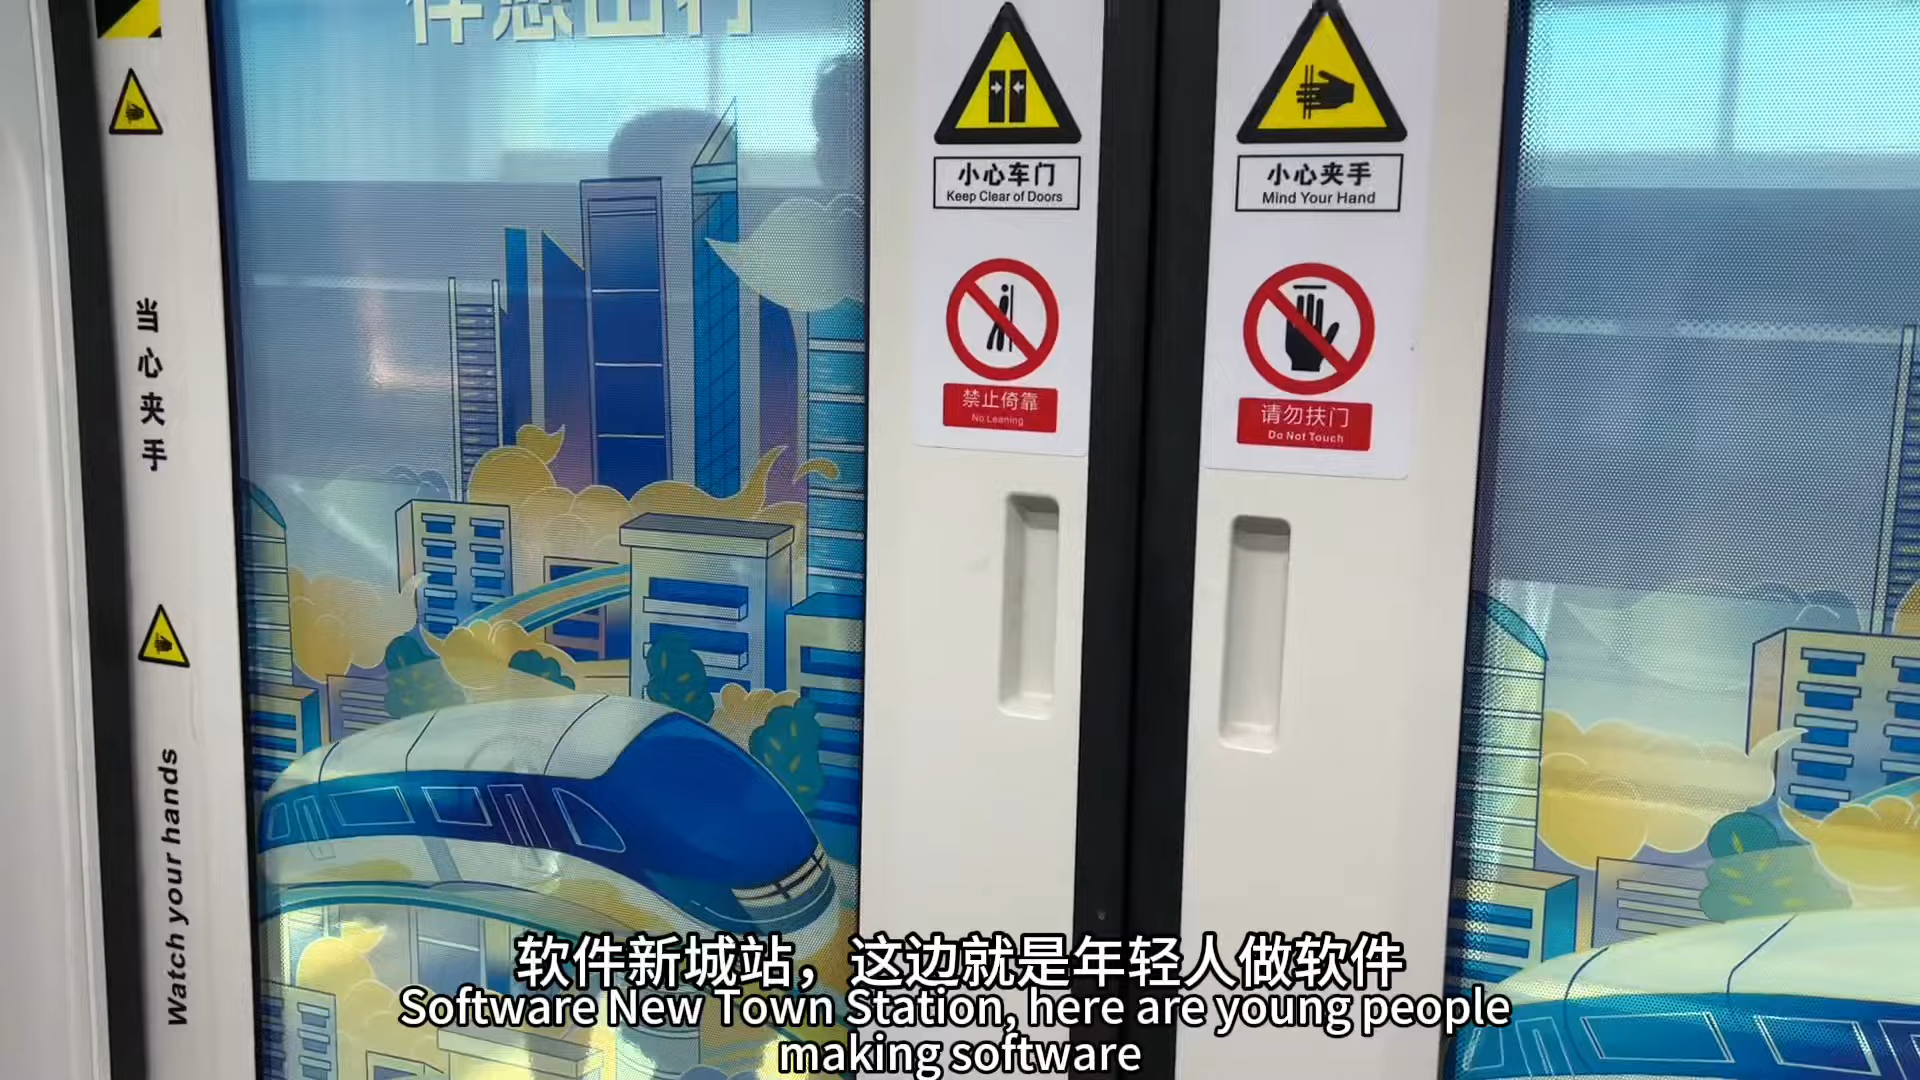 小心车门
Keep Clear of Doors
小心夹手
Mind Your Hand
禁止倚靠
No Leaning
请勿扶门
Do Not Touch
当心夹手
Watch your hands
软件新城站，这边就是年轻人做软件
Software New Town Station, here are young people
making software